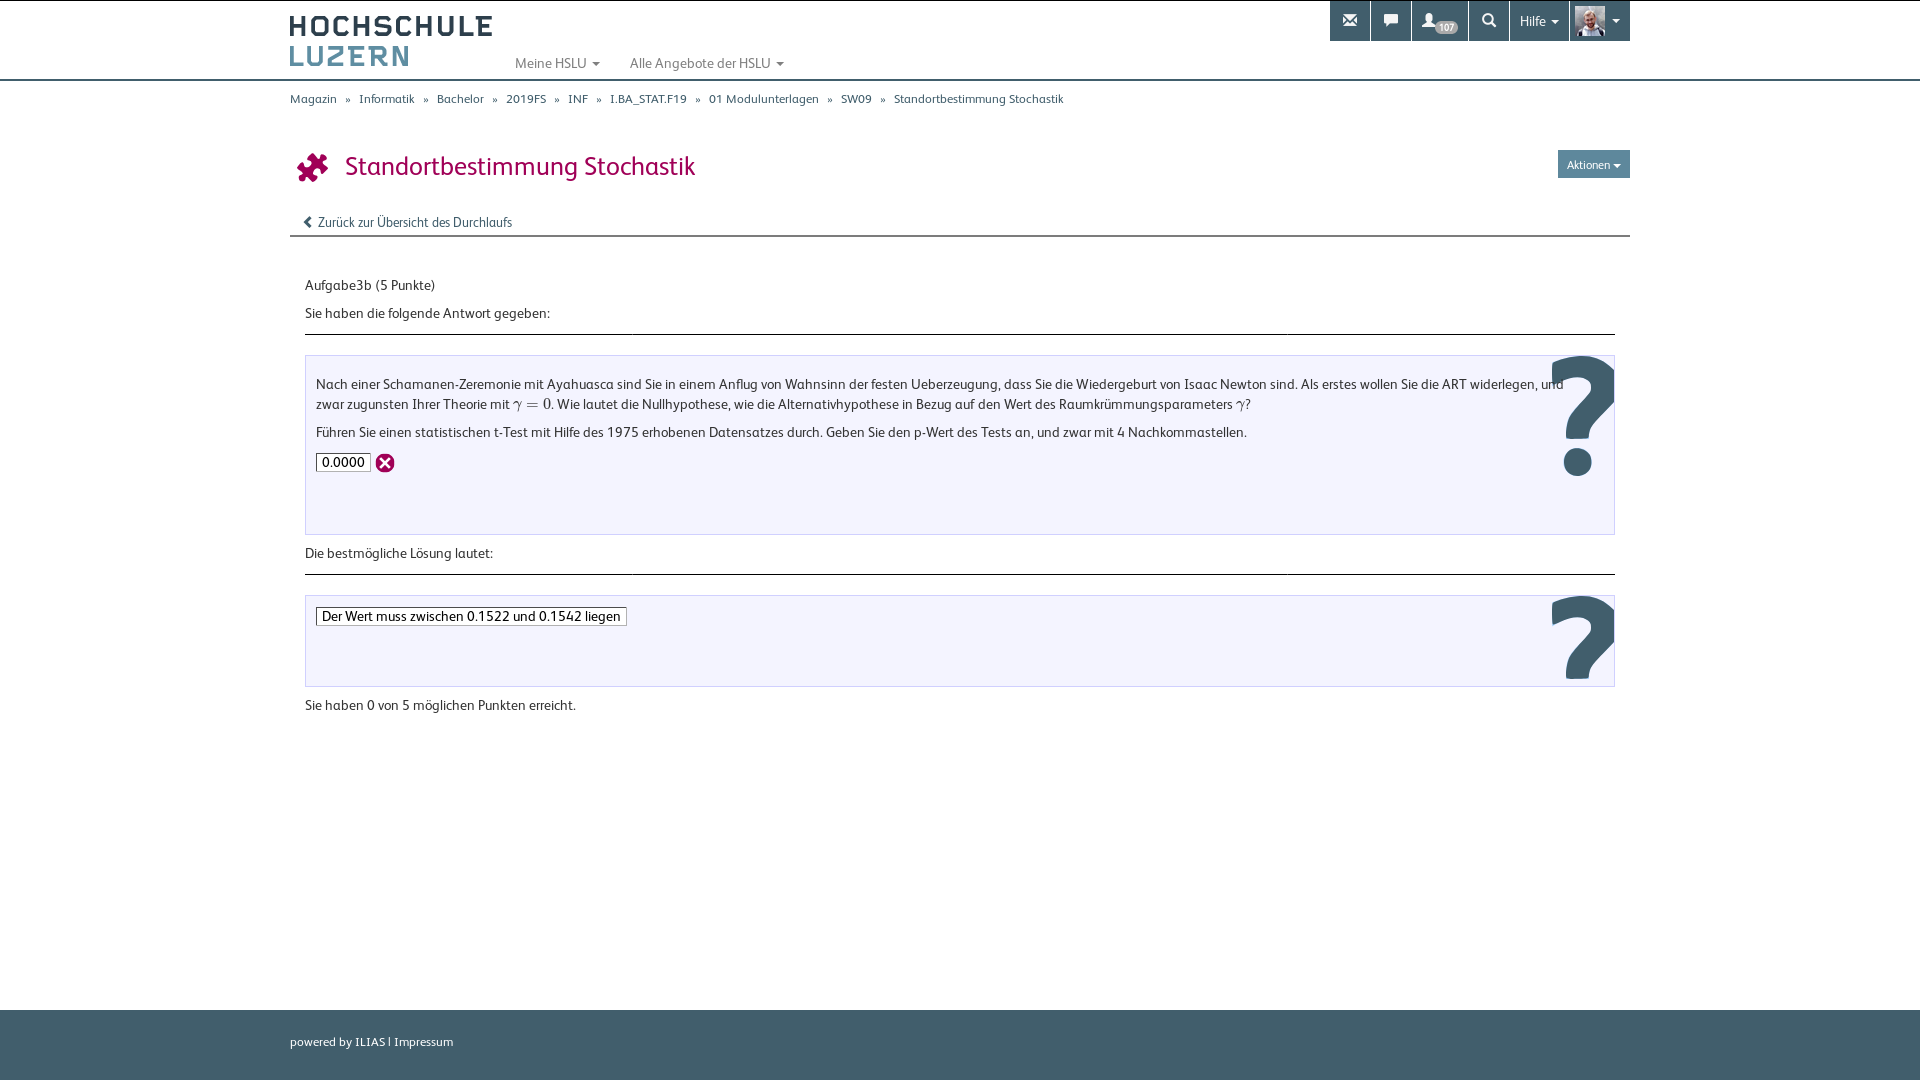 HOCHSCHULE
LUZERN
Meine HSLU
Alle Angebote der HSLU
107
Hilfe
Magazin » Informatik » Bachelor » 2019FS » INF » I.BA_STAT.F19 » 01 Modulunterlagen » SW09 » Standortbestimmung Stochastik
Standortbestimmung Stochastik
Aktionen
Zurück zur Übersicht des Durchlaufs
Aufgabe3b (5 Punkte)
Sie haben die folgende Antwort gegeben:
Nach einer Schamanen-Zeremonie mit Ayahuasca sind Sie in einem Anflug von Wahnsinn der festen Ueberzeugung, dass Sie die Wiedergeburt von Isaac Newton sind. Als erstes wollen Sie die ART widerlegen, und
zwar zugunsten Ihrer Theorie mit γ = 0. Wie lautet die Nullhypothese, wie die Alternativhypothese in Bezug auf den Wert des Raumkrümmungsparameters γ?
Führen Sie einen statistischen t-Test mit Hilfe des 1975 erhobenen Datensatzes durch. Geben Sie den p-Wert des Tests an, und zwar mit 4 Nachkommastellen.
0.0000
?
Die bestmögliche Lösung lautet:
Der Wert muss zwischen 0.1522 und 0.1542 liegen
?
Sie haben 0 von 5 möglichen Punkten erreicht.
powered by ILIAS | Impressum